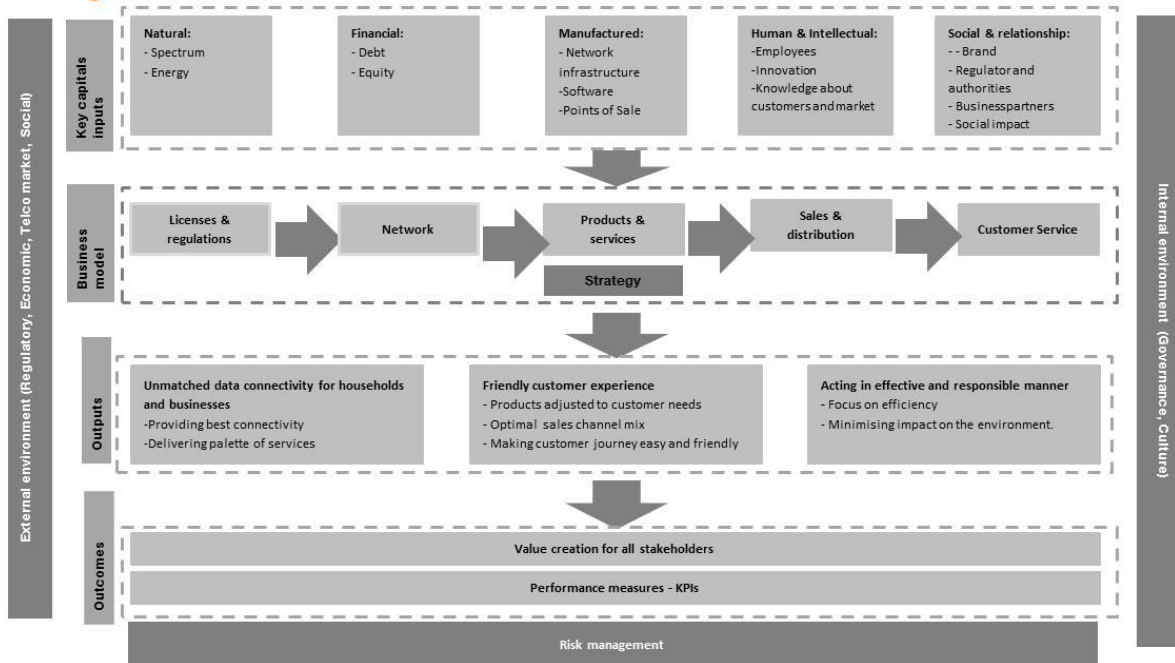 External environment (Regulatory, Economic, Telco market, Social)
Key capitals
inputs
Natural:
- Spectrum
- Energy
Financial:
- Debt
- Equity
Manufactured:
- Network
infrastructure
-Software
-Points of Sale
Human & Intellectual:
-Employees
-Innovation
-Knowledge about
customers and market
Social & relationship:
- - Brand
- Regulator and
authorities
- Businesspartners
- Social impact
Business
model
Licenses &
regulations
Network
Products &
services
Sales &
distribution
Customer Service
Strategy
Outputs
Unmatched data connectivity for households
and businesses
-Providing best connectivity
-Delivering palette of services
Friendly customer experience
- Products adjusted to customer needs
- Optimal sales channel mix
- Making customer journey easy and friendly
Acting in effective and responsible manner
- Focus on efficiency
- Minimising impact on the environment.
Outcomes
Value creation for all stakeholders
Performance measures - KPIs
Risk management
Internal environment (Governance, Culture)